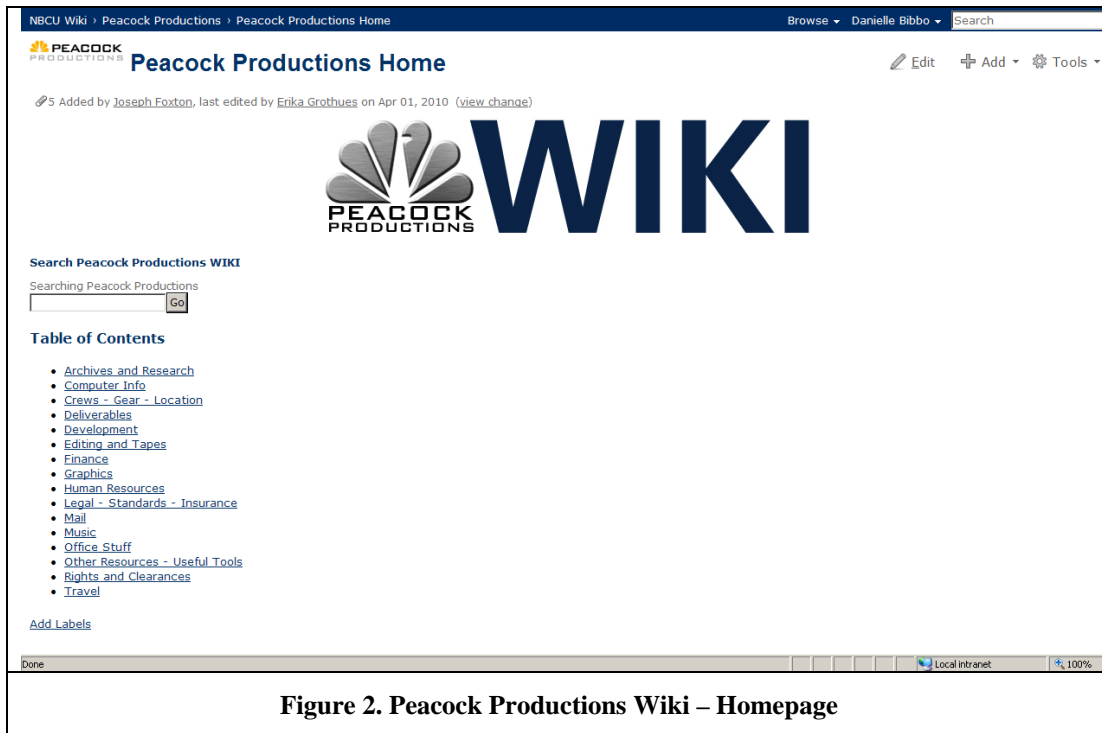 NBCU Wiki › Peacock Productions › Peacock Productions Home Browse Danielle Bibbo Search
PEACOCK
PRODUCTIONS
Peacock Productions Home Edit Add Tools
5 Added by Joseph Foxton, last edited by Erika Grothues on Apr 01, 2010 (view change)
PEACOCK
PRODUCTIONS
WIKI
Search Peacock Productions WIKI
Searching Peacock Productions
Go
Table of Contents
• Archives and Research
• Computer Info
• Crews - Gear - Location
• Deliverables
• Development
• Editing and Tapes
• Finance
• Graphics
• Human Resources
• Legal - Standards - Insurance
• Mail
• Music
• Office Stuff
• Other Resources - Useful Tools
• Rights and Clearances
• Travel
Add Labels
Done Local intranet 100%
Figure 2. Peacock Productions Wiki – Homepage